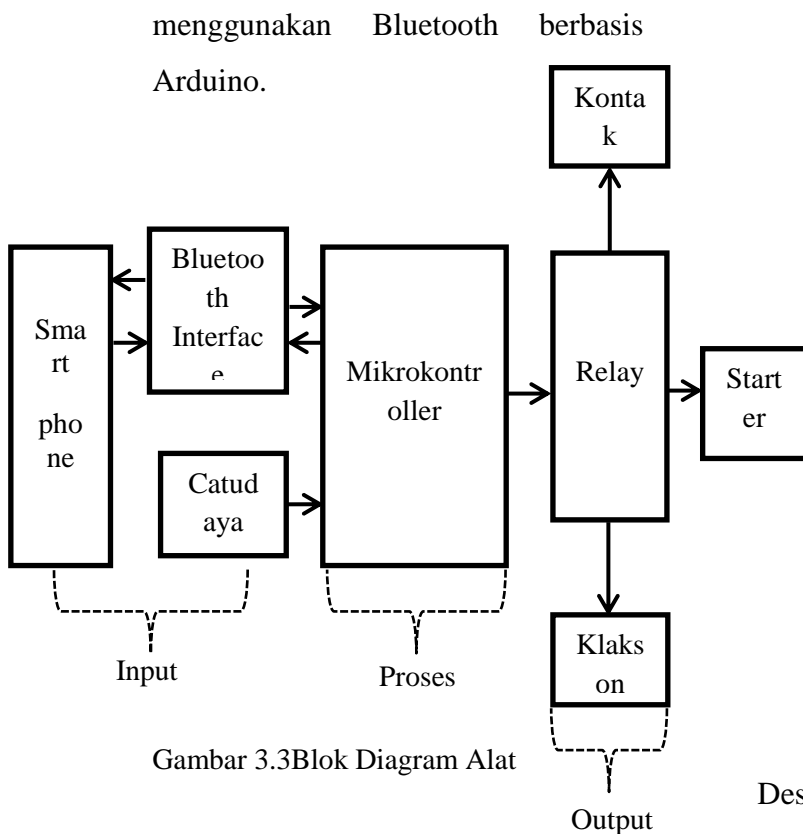 menggunakan Bluetooth berbasis
Arduino.
Konta
k
Sma
rt
pho
ne
Bluetoo
th
Interfac
e
Catud
aya
Mikrokontr
oller
Relay
Start
er
Klaks
on
Input
Proses
Output
Gambar 3.3Blok Diagram Alat
Des